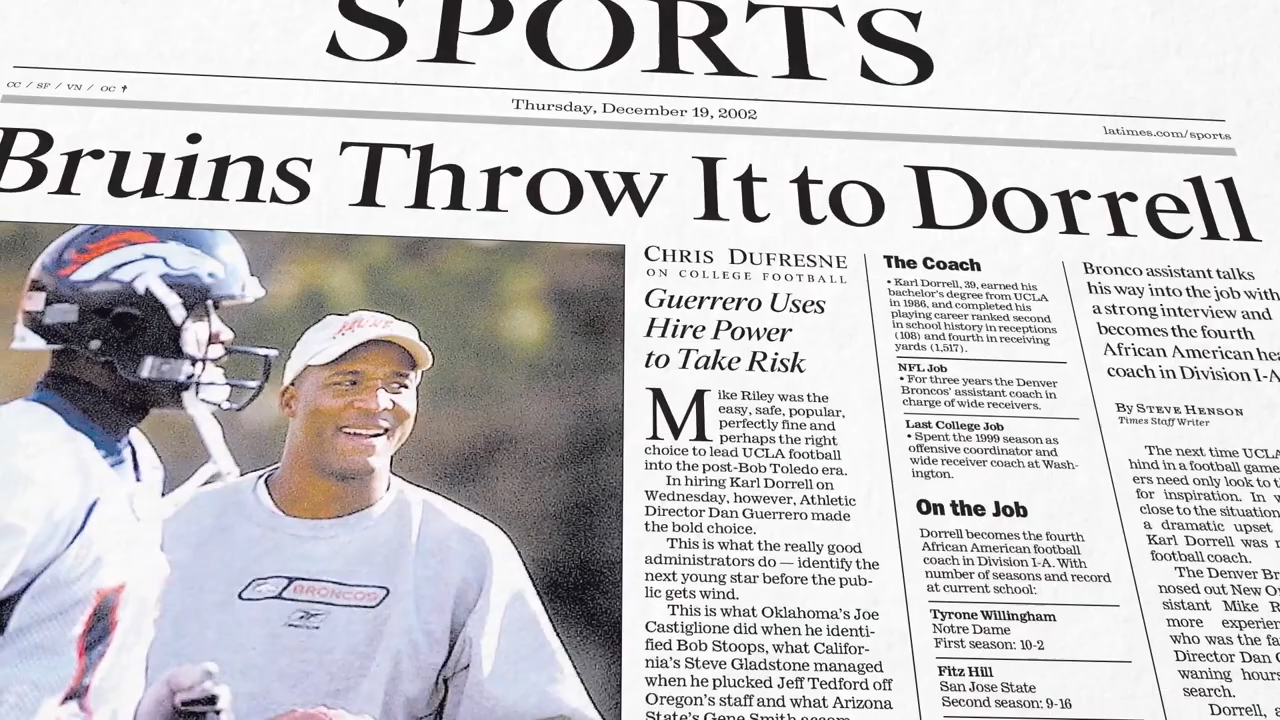 SPORTS
CC / SF / VN / OC
Thursday, December 19, 2002
latimes.com/sports
Bruins Throw It to Dorrell
BRONCOS
CHRIS DUFRESNE
ON COLLEGE FOOTBALL
Guerrero Uses
Hire Power
to Take Risk
Mike Riley was the
easy, safe, popular,
perfectly fine and
perhaps the right
choice to lead UCLA football
into the post-Bob Toledo era.
In hiring Karl Dorrell on
Wednesday, however, Athletic
Director Dan Guerrero made
the bold choice.
This is what the really good
administrators do — identify the
next young star before the pub-
lic gets wind.
This is what Oklahoma's Joe
Castiglione did when he identi-
fied Bob Stoops, what Califor-
nia's Steve Gladstone managed
when he plucked Jeff Tedford off
Oregon's staff and what Arizona
State's Gene Smith
The Coach
• Karl Dorrell, 39, earned his
bachelor's degree from UCLA
in 1986, and completed his
playing career ranked second
in school history in receptions
(108) and fourth in receiving
yards (1,517).
NFL Job
• For three years the Denver
Broncos' assistant coach in
charge of wide receivers.
Last College Job
• Spent the 1999 season as
offensive coordinator and
wide receiver coach at Wash-
ington.
On the Job
Dorrell becomes the fourth
African American football
coach in Division I-A. With
number of seasons and record
at current school:
Tyrone Willingham
Notre Dame
First season: 10-2
Fitz Hill
San Jose State
Second season: 9-16
Bronco assistant talks
his way into the job with
a strong interview and
becomes the fourth
African American
coach in Division I-A
By STEVE HENSON
Times Staff Writer
The next time UCLA
hind in a football game
ers need only look to
for inspiration. In
close to the situation
a dramatic upset
Karl Dorrell was
football coach.
The Denver
nosed out New
sistant Mike
more
who was the
Director Dan
waning hours
search.
Dorrell,